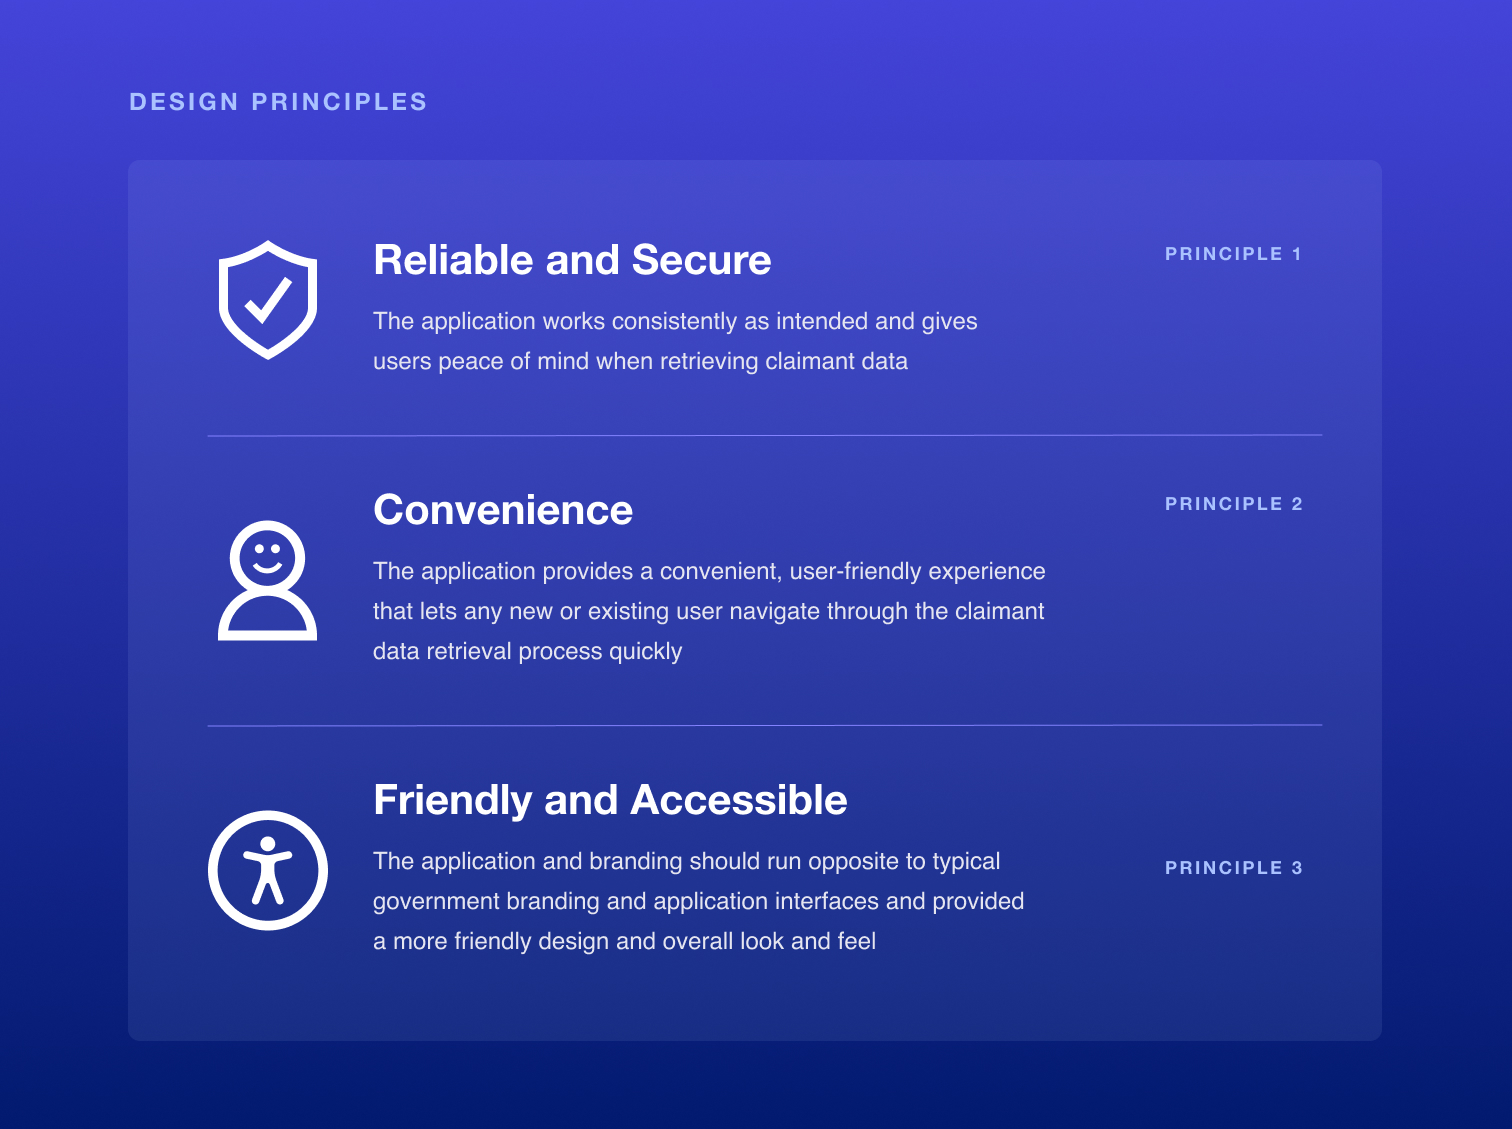 DESIGN PRINCIPLES
Reliable and Secure
PRINCIPLE 1
The application works consistently as intended and gives
users peace of mind when retrieving claimant data
Convenience
PRINCIPLE 2
The application provides a convenient, user-friendly experience
that lets any new or existing user navigate through the claimant
data retrieval process quickly
Friendly and Accessible
The application and branding should run opposite to typical
PRINCIPLE 3
government branding and application interfaces and provided
a more friendly design and overall look and feel